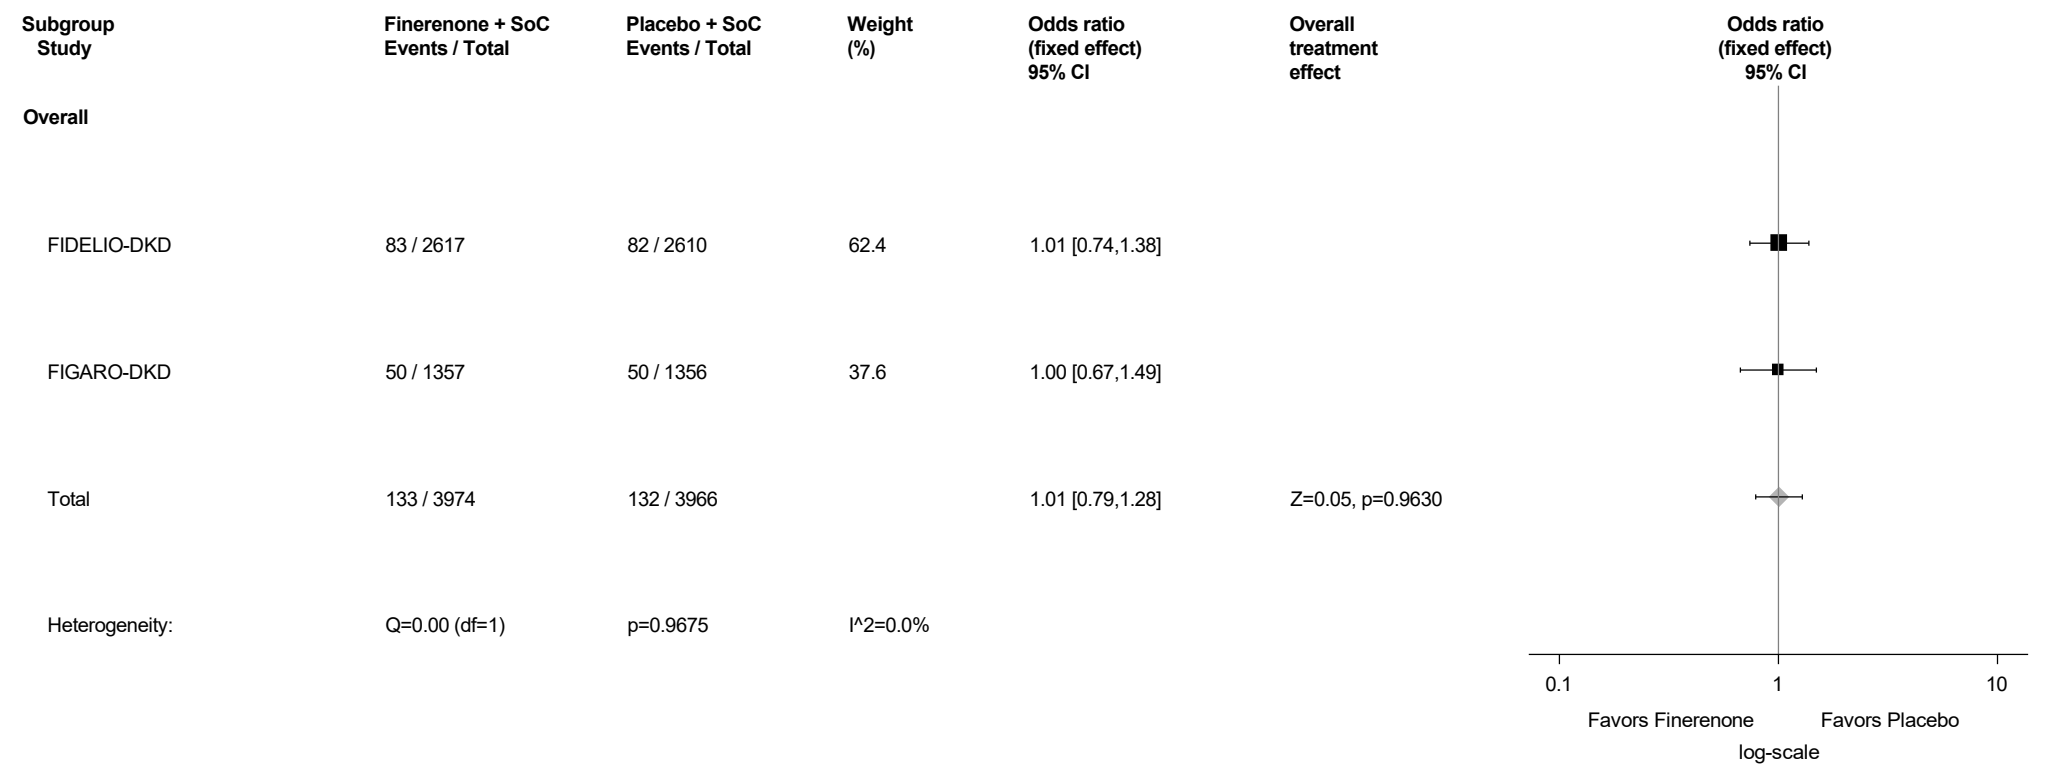 Subgroup Finerenone + SoC Placebo + SoC Weight Odds ratio Overall Odds ratio
Study Events / Total Events / Total (%) (fixed effect) treatment (fixed effect)
95% CI effect 95% CI
Overall
FIDELIO-DKD 83 / 2617 82 / 2610 62.4 1.01 [0.74,1.38]
FIGARO-DKD 50 / 1357 50 / 1356 37.6 1.00 [0.67,1.49]
Total 133 / 3974 132 / 3966 1.01 [0.79,1.28] Z=0.05, p=0.9630
Heterogeneity: Q=0.00 (df=1) p=0.9675 I^2=0.0%
0.1 1 10
Favors Finerenone Favors Placebo
log-scale